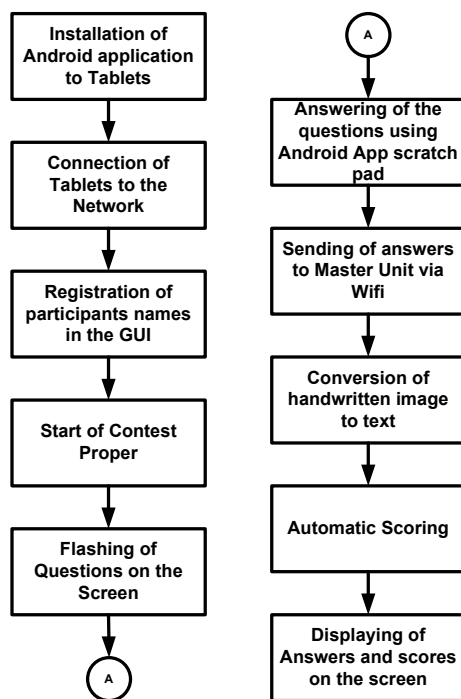 Installation of
Android application
to Tablets
Connection of
Tablets to the
Network
Registration of
participants names
in the GUI
Start of Contest
Proper
Flashing of
Questions on the
Screen
A
A
Answering of the
questions using
Android App scratch
pad
Sending of answers
to Master Unit via
Wifi
Conversion of
handwritten image
to text
Automatic Scoring
Displaying of
Answers and scores
on the screen